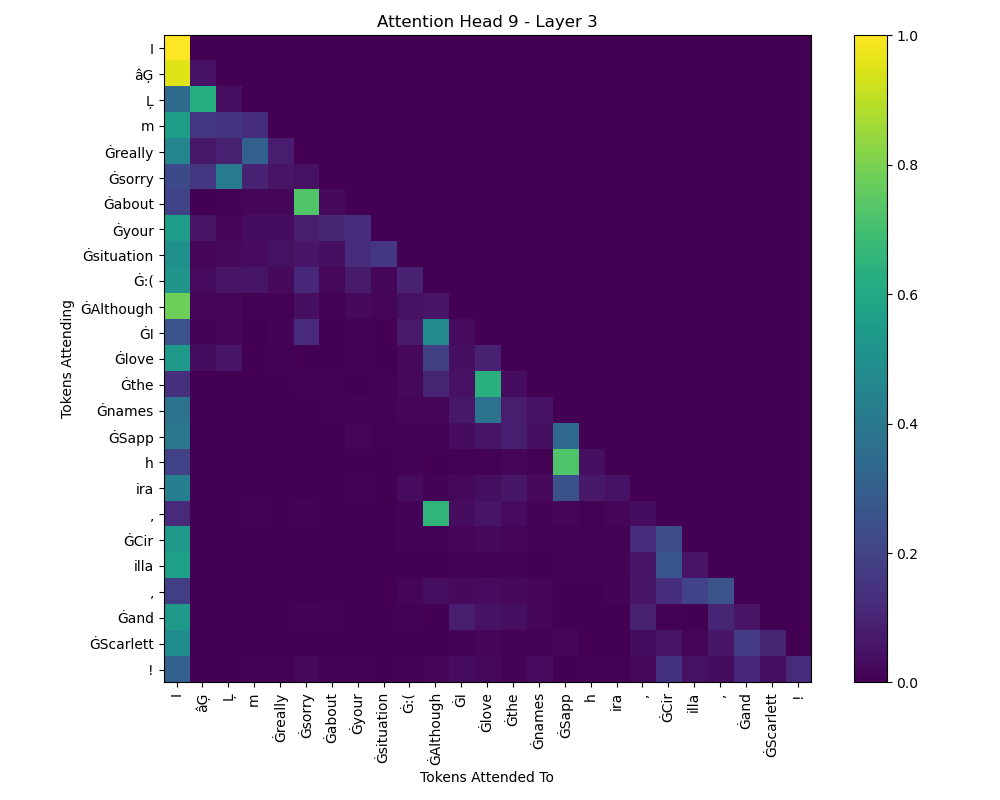 Attention Head 9 - Layer 3
Tokens Attending
I
âĢ
Ļ
m
Ġreally
Ġsorry
Ġabout
Ġyour
Ġsituation
Ġ:(
ĠAlthough
ĠI
Ġlove
Ġthe
Ġnames
ĠSapp
h
ira
,
ĠCir
illa
,
Ġand
ĠScarlett
!
I
âĢ
Ļ
m
Ġreally
Ġsorry
Ġabout
Ġyour
Ġsituation
Ġ:(
ĠAlthough
ĠI
Ġlove
Ġthe
Ġnames
ĠSapp
h
ira
,
ĠCir
illa
,
Ġand
ĠScarlett
!
Tokens Attended To
1.0
0.8
0.6
0.4
0.2
0.0